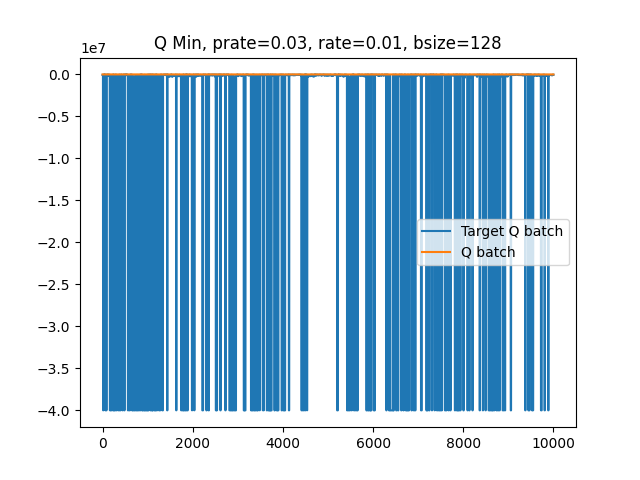 Q Min, prate=0.03, rate=0.01, bsize=128
1e7
0.0
−0.5
−1.0
−1.5
−2.0
−2.5
−3.0
−3.5
−4.0
Target Q batch
Q batch
0 2000 4000 6000 8000 10000